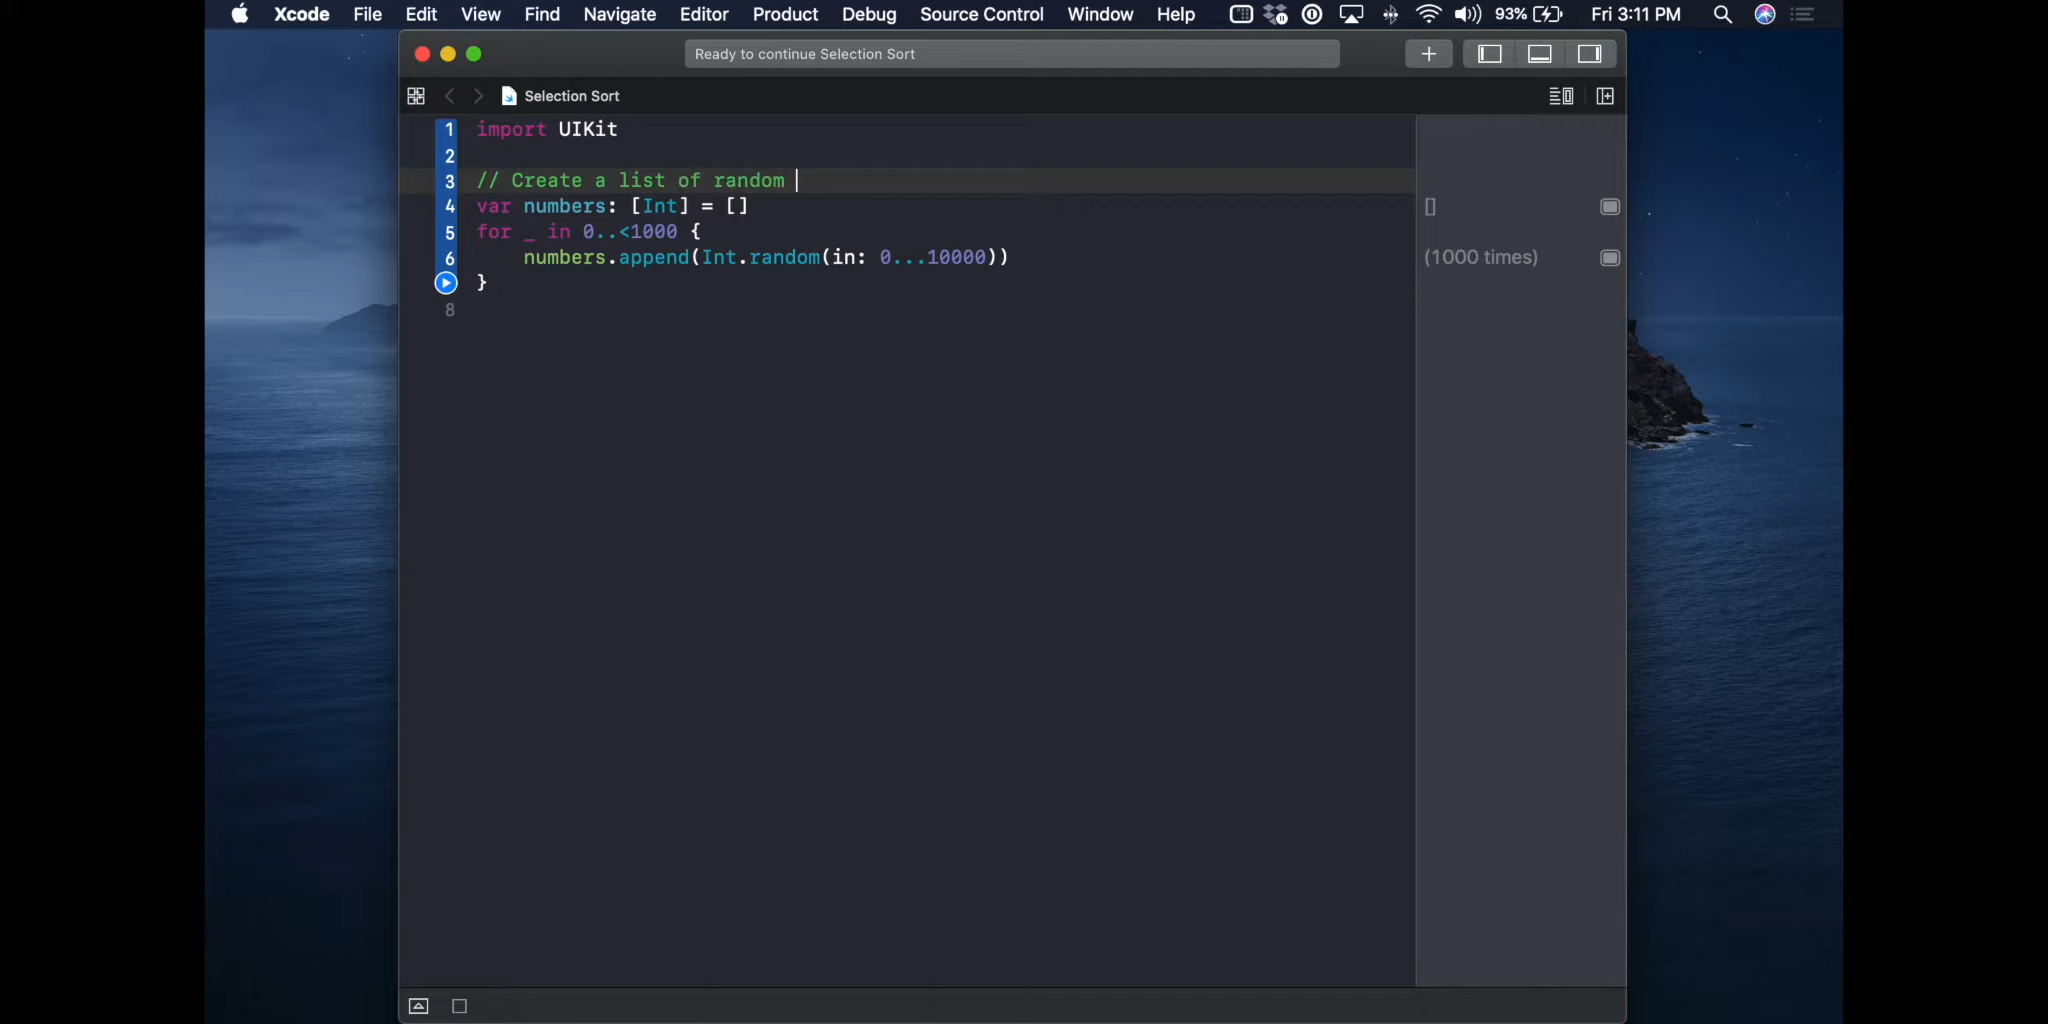 Xcode File Edit View Find Navigate Editor Product Debug Source Control Window Help 93% Fri 3:11 PM
Ready to continue Selection Sort
Selection Sort
1 import UIKit
2
3 // Create a list of random
4 var numbers: [Int] = [] []
5 for _ in 0..<1000 {
6 numbers.append(Int.random(in: 0...10000)) (1000 times)
}
8